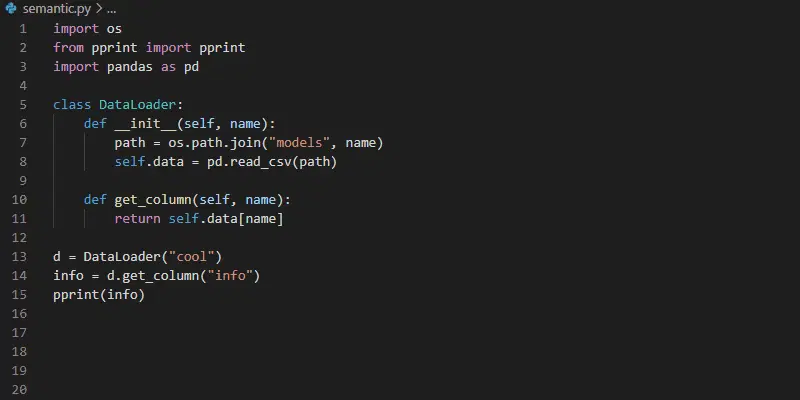 semantic.py > ...
1 import os
2 from pprint import pprint
3 import pandas as pd
4
5 class DataLoader:
6     def __init__(self, name):
7         path = os.path.join("models", name)
8         self.data = pd.read_csv(path)
9
10     def get_column(self, name):
11         return self.data[name]
12
13 d = DataLoader("cool")
14 info = d.get_column("info")
15 pprint(info)
16
17
18
19
20